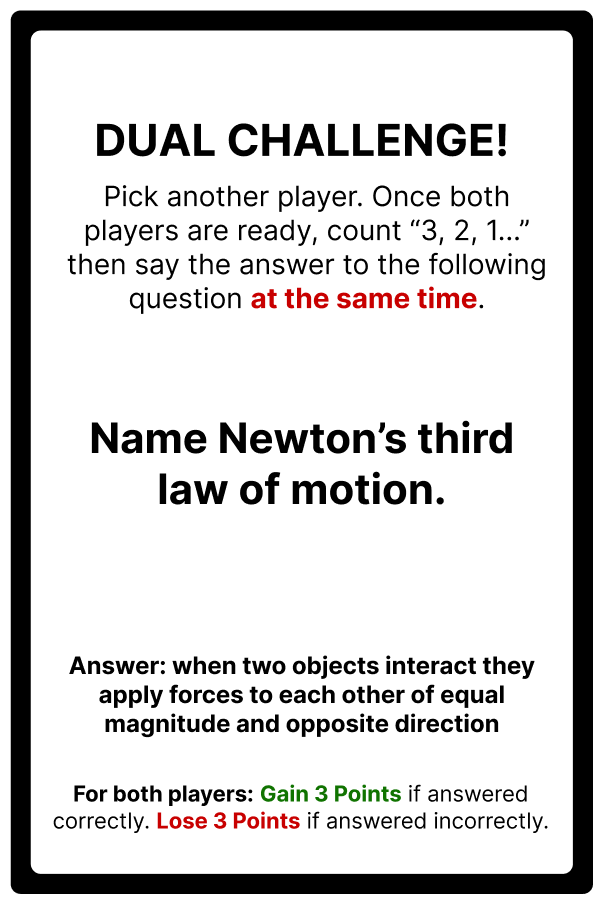 DUAL CHALLENGE!
Pick another player. Once both
players are ready, count “3, 2, 1...”
then say the answer to the following
question at the same time.
Name Newton’s third
law of motion.
Answer: when two objects interact they
apply forces to each other of equal
magnitude and opposite direction
For both players: Gain 3 Points if answered
correctly. Lose 3 Points if answered incorrectly.